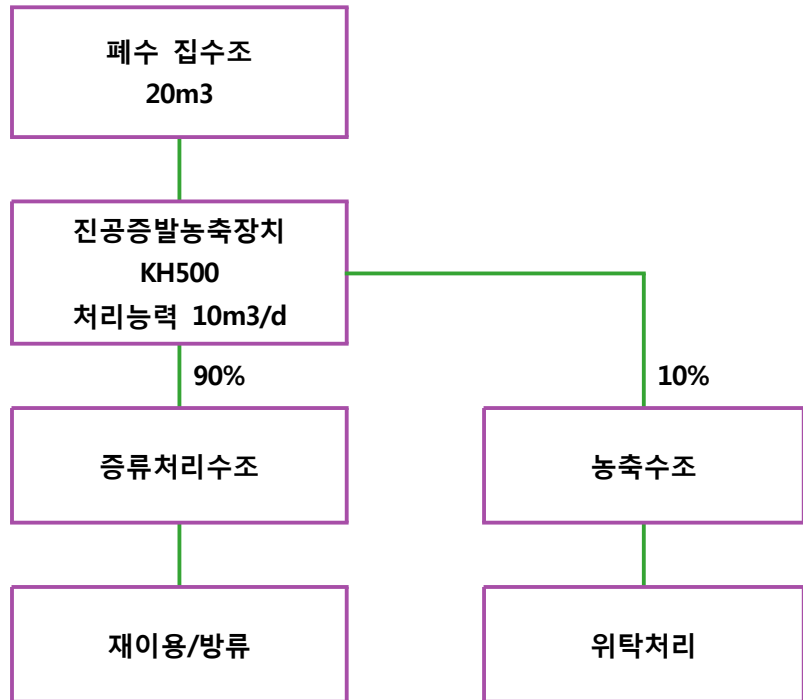 폐수 집수조
20m3
진공증발농축장치
KH500
처리능력 10m3/d
90%
10%
증류처리수조
농축수조
재이용/방류
위탁처리